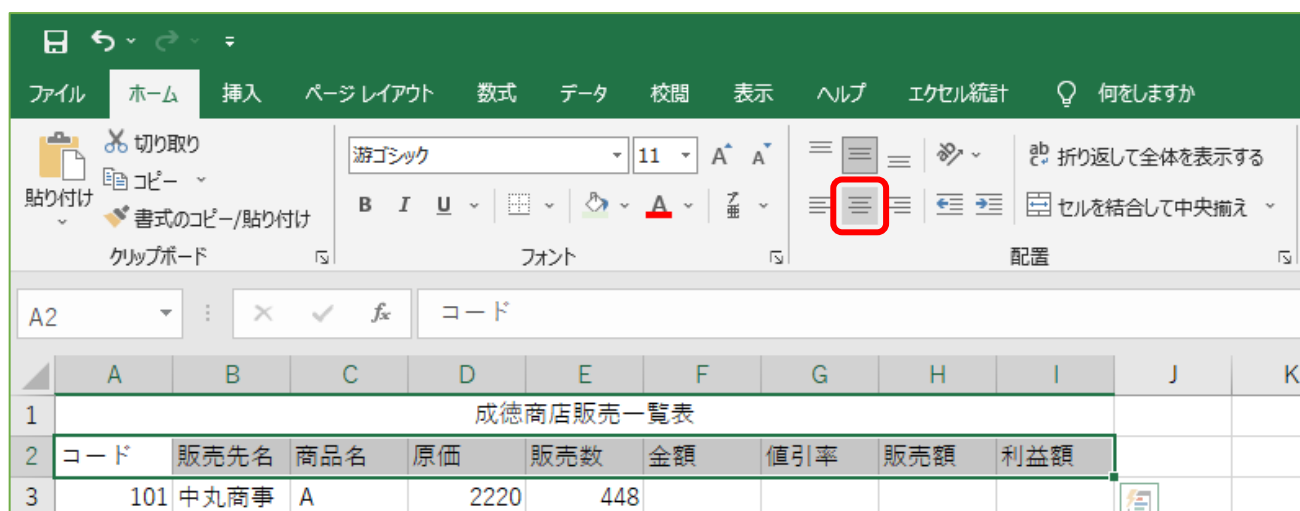 ファイル ホーム 挿入 ページ レイアウト 数式 データ 校閲 表示 ヘルプ エクセル統計 何をしますか
貼り付け
切り取り
コピー
書式のコピー/貼り付け
クリップボード
游ゴシック 11 A A
B I U A ア亜
フォント
ab 折り返して全体を表示する
セルを結合して中央揃え
配置
A2 fx コード
A B C D E F G H I J K
1 成徳商店販売一覧表
2 コード 販売先名 商品名 原価 販売数 金額 値引率 販売額 利益額
3 101 中丸商事 A 2220 448